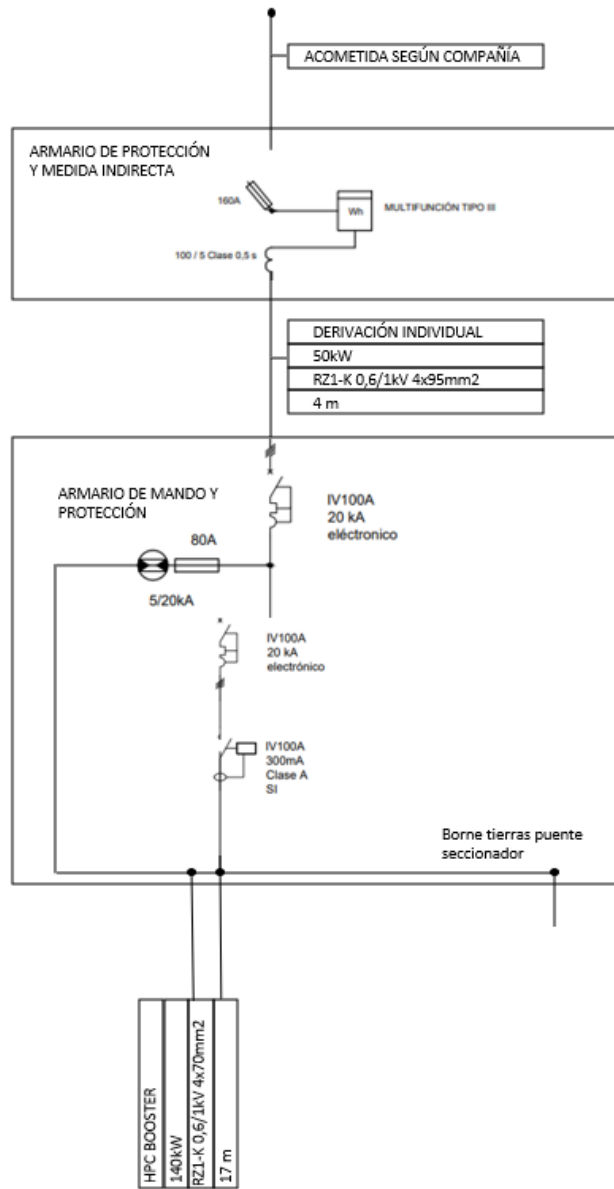 ACOMETIDA SEGÚN COMPAÑÍA
ARMARIO DE PROTECCIÓN
Y MEDIDA INDIRECTA
160A
Wh
MULTIFUNCIÓN TIPO III
100 / 5 Clase 0,5 s
DERIVACIÓN INDIVIDUAL
50kW
RZ1-K 0,6/1kV 4x95mm2
4 m
ARMARIO DE MANDO Y
PROTECCIÓN
IV100A
20 kA
eléctronico
80A
5/20kA
IV100A
20 kA
electrónico
IV100A
300mA
Clase A
SI
Borne tierras puente
seccionador
HPC BOOSTER
140kW
RZ1-K 0,6/1kV 4x70mm2
17 m